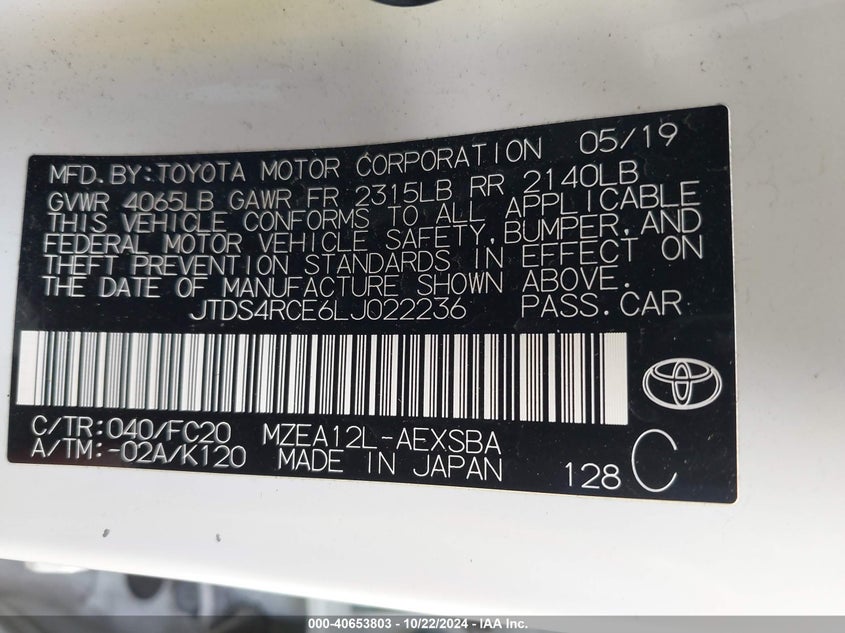 MFD. BY: TOYOTA MOTOR CORPORATION 05/19
GVWR 4065LB GAWR FR 2315LB RR 2140LB
THIS VEHICLE CONFORMS TO ALL APPLICABLE
FEDERAL MOTOR VEHICLE SAFETY, BUMPER, AND
THEFT PREVENTION STANDARDS IN EFFECT ON
THE DATE OF MANUFACTURE SHOWN ABOVE.
JTDS4RCE6LJ022236 PASS. CAR
C/TR: 040/FC20 MZEA12L-AEXSBA
A/TM: -02A/K120 MADE IN JAPAN 128 C
000-40653803 - 10/22/2024 - IAA Inc.